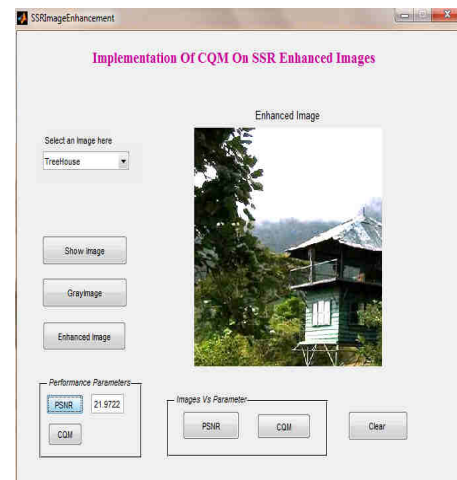 SSRImageEnhancement
Implementation Of CQM On SSR Enhanced Images
Enhanced Image
Select an Image here
TreeHouse
Show Image
GrayImage
Enhanced Image
Performance Parameters
PSNR 21.9722
CQM
Images Vs Parameter
PSNR CQM
Clear